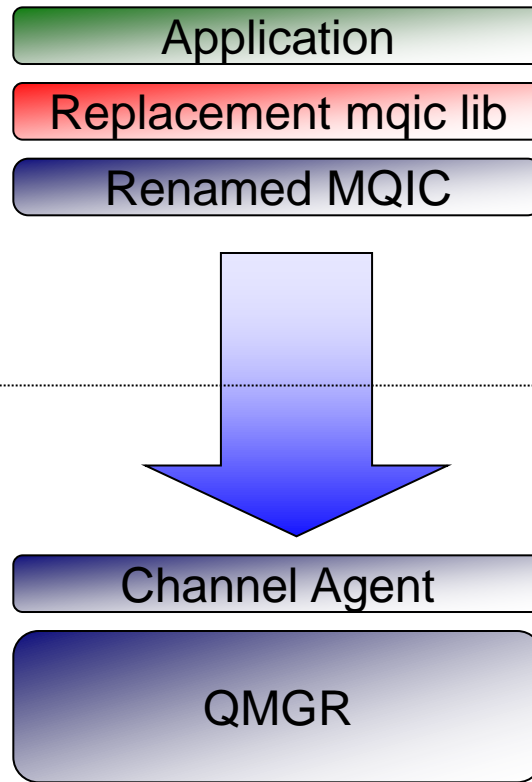 Application
Replacement mqic lib
Renamed MQIC
Channel Agent
QMGR